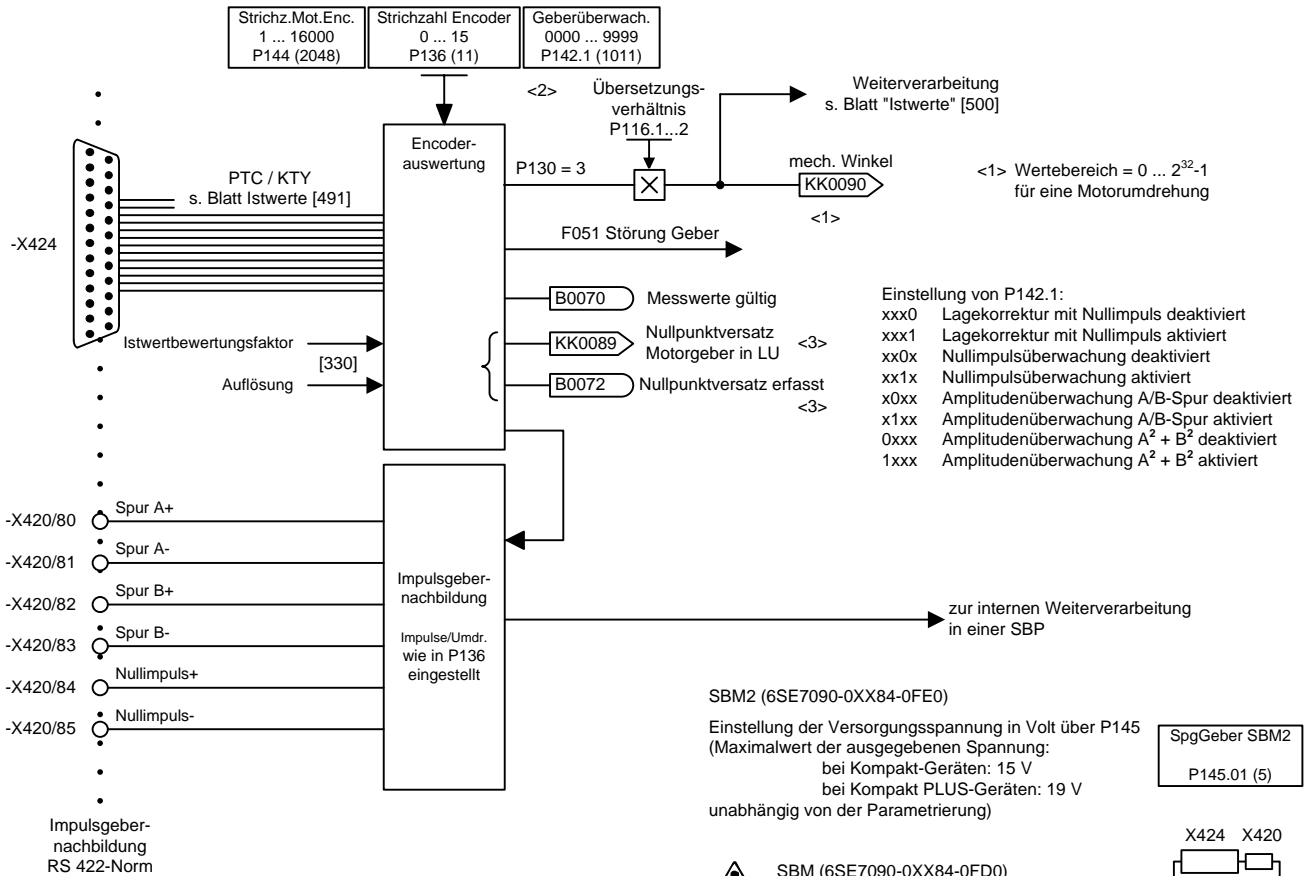 Strichz.Mot.Enc.
1 ... 16000
P144 (2048)
Strichzahl Encoder
0 ... 15
P136 (11)
Geberüberwach.
0000 ... 9999
P142.1 (1011)
<2>
Übersetzungs-
verhältnis
P116.1...2
Weiterverarbeitung
s. Blatt "Istwerte" [500]
Encoder-
auswertung
P130 = 3
mech. Winkel
KK0090
<1>
<1> Wertebereich = 0 ... 2³²-1
für eine Motorumdrehung
PTC / KTY
s. Blatt Istwerte [491]
-X424
F051 Störung Geber
B0070 Messwerte gültig
KK0089 Nullpunktversatz
Motorgeber in LU <3>
B0072 Nullpunktversatz erfasst
<3>
Istwertbewertungsfaktor
[330]
Auflösung
Einstellung von P142.1:
xxx0 Lagekorrektur mit Nullimpuls deaktiviert
xxx1 Lagekorrektur mit Nullimpuls aktiviert
xx0x Nullimpulsüberwachung deaktiviert
xx1x Nullimpulsüberwachung aktiviert
x0xx Amplitudenüberwachung A/B-Spur deaktiviert
x1xx Amplitudenüberwachung A/B-Spur aktiviert
0xxx Amplitudenüberwachung A² + B² deaktiviert
1xxx Amplitudenüberwachung A² + B² aktiviert
-X420/80 Spur A+
-X420/81 Spur A-
-X420/82 Spur B+
-X420/83 Spur B-
-X420/84 Nullimpuls+
-X420/85 Nullimpuls-
Impulsgeber-
nachbildung
Impulse/Umdr.
wie in P136
eingestellt
zur internen Weiterverarbeitung
in einer SBP
Impulsgeber-
nachbildung
RS 422-Norm
SBM2 (6SE7090-0XX84-0FE0)
Einstellung der Versorgungsspannung in Volt über P145
(Maximalwert der ausgegebenen Spannung:
bei Kompakt-Geräten: 15 V
bei Kompakt PLUS-Geräten: 19 V
unabhängig von der Parametrierung)
SpgGeber SBM2
P145.01 (5)
X424 X420
SBM (6SE7090-0XX84-0FD0)